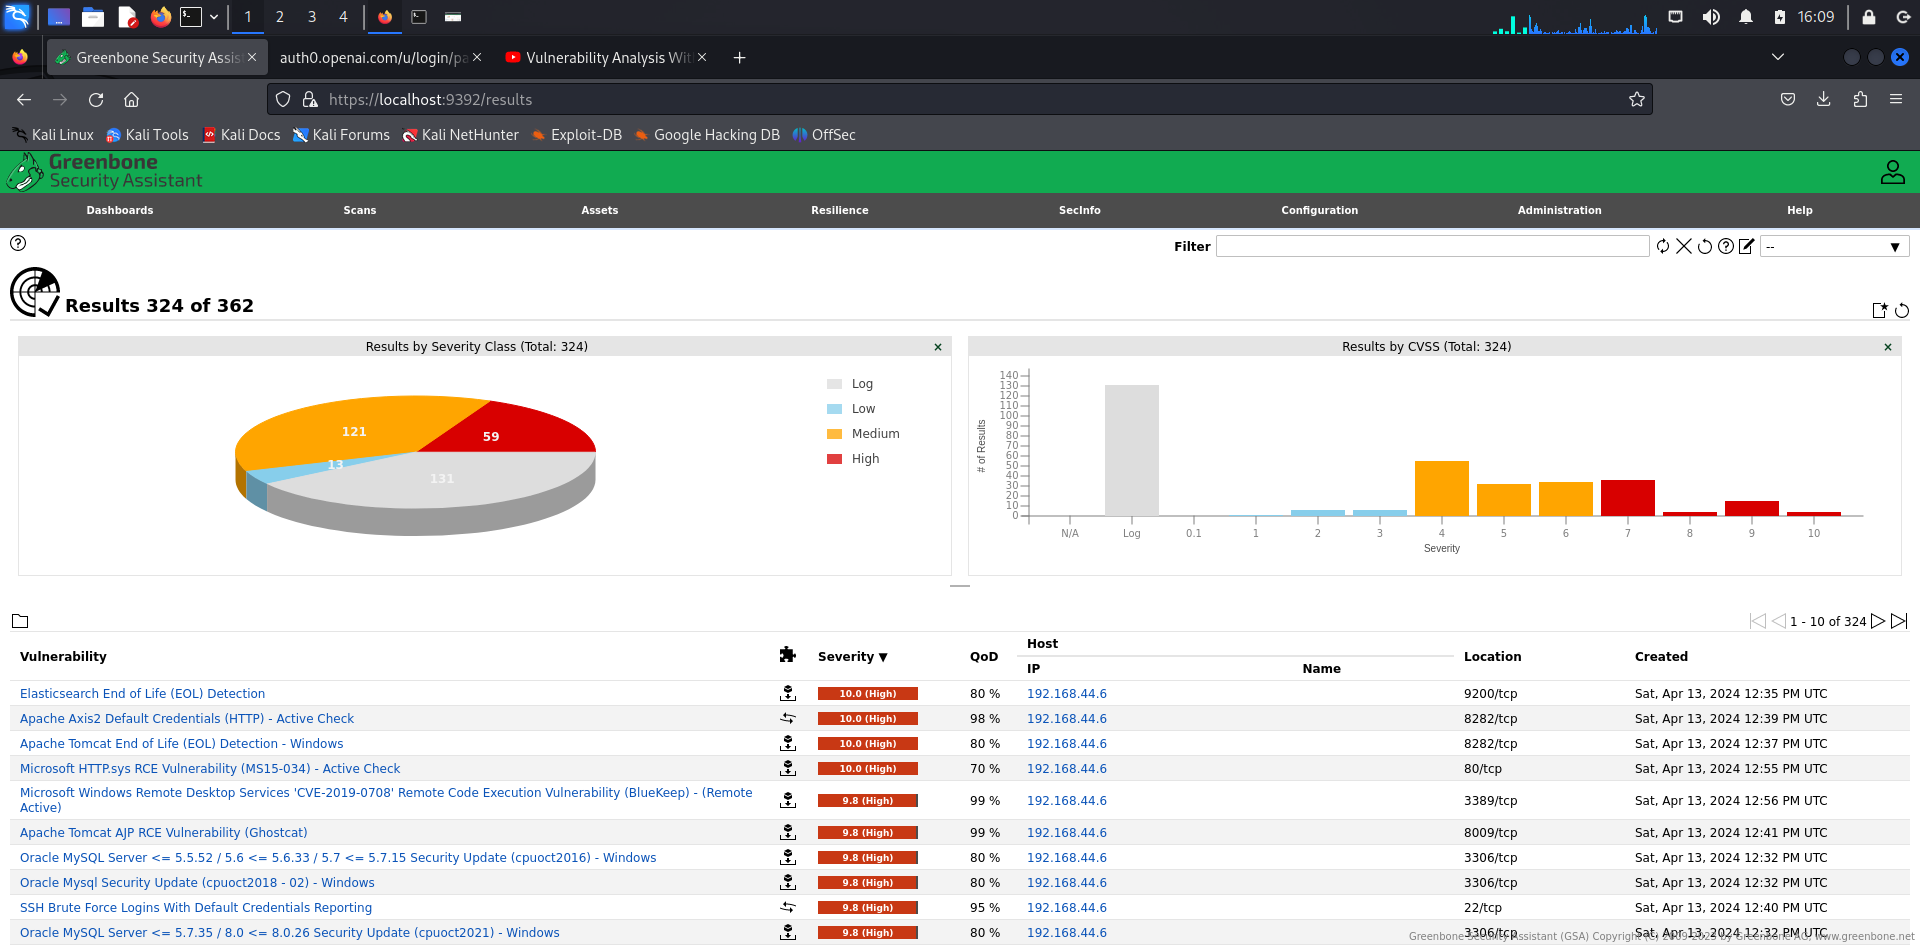 1 2 3 4 16:09
Greenbone Security Assis
auth0.openai.com/u/login/pa
Vulnerability Analysis Wit
https://localhost:9392/results
Kali Linux Kali Tools Kali Docs Kali Forums Kali NetHunter Exploit-DB Google Hacking DB OffSec
Greenbone
Security Assistant
Dashboards Scans Assets Resilience SecInfo Configuration Administration Help
Filter --
Results 324 of 362
Results by Severity Class (Total: 324)
121
59
13
131
Log
Low
Medium
High
Results by CVSS (Total: 324)
# of Results
140
130
120
110
100
90
80
70
60
50
40
30
20
10
0
N/A Log 0.1 1 2 3 4 5 6 7 8 9 10
Severity
1 - 10 of 324
Vulnerability Severity ▼ QoD Host Location Created
IP Name
Elasticsearch End of Life (EOL) Detection 10.0 (High) 80 % 192.168.44.6 9200/tcp Sat, Apr 13, 2024 12:35 PM UTC
Apache Axis2 Default Credentials (HTTP) - Active Check 10.0 (High) 98 % 192.168.44.6 8282/tcp Sat, Apr 13, 2024 12:39 PM UTC
Apache Tomcat End of Life (EOL) Detection - Windows 10.0 (High) 80 % 192.168.44.6 8282/tcp Sat, Apr 13, 2024 12:37 PM UTC
Microsoft HTTP.sys RCE Vulnerability (MS15-034) - Active Check 10.0 (High) 70 % 192.168.44.6 80/tcp Sat, Apr 13, 2024 12:55 PM UTC
Microsoft Windows Remote Desktop Services 'CVE-2019-0708' Remote Code Execution Vulnerability (BlueKeep) - (Remote
Active) 9.8 (High) 99 % 192.168.44.6 3389/tcp Sat, Apr 13, 2024 12:56 PM UTC
Apache Tomcat AJP RCE Vulnerability (Ghostcat) 9.8 (High) 99 % 192.168.44.6 8009/tcp Sat, Apr 13, 2024 12:41 PM UTC
Oracle MySQL Server <= 5.5.52 / 5.6 <= 5.6.33 / 5.7 <= 5.7.15 Security Update (cpuoct2016) - Windows 9.8 (High) 80 % 192.168.44.6 3306/tcp Sat, Apr 13, 2024 12:32 PM UTC
Oracle Mysql Security Update (cpuoct2018 - 02) - Windows 9.8 (High) 80 % 192.168.44.6 3306/tcp Sat, Apr 13, 2024 12:32 PM UTC
SSH Brute Force Logins With Default Credentials Reporting 9.8 (High) 95 % 192.168.44.6 22/tcp Sat, Apr 13, 2024 12:40 PM UTC
Oracle MySQL Server <= 5.7.35 / 8.0 <= 8.0.26 Security Update (cpuoct2021) - Windows 9.8 (High) 80 % 192.168.44.6 3306/tcp Sat, Apr 13, 2024 12:32 PM UTC
Greenbone Security Assistant (GSA) Copyright (C) by Greenbone AG, www.greenbone.net